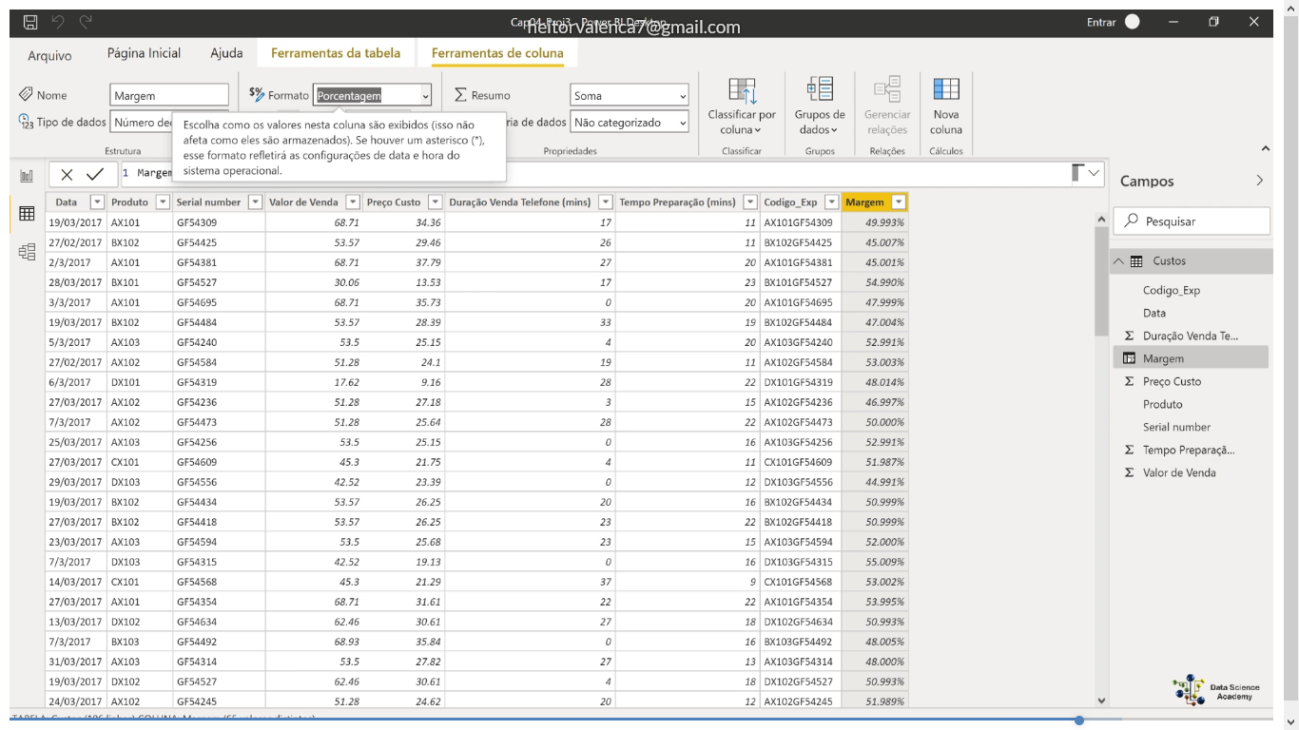 Cap04-Proj3 - Power BI Desktop
heitorvalenca7@gmail.com
Entrar
Arquivo Página Inicial Ajuda Ferramentas da tabela Ferramentas de coluna
Nome Margem $% Formato Porcentagem Resumo Soma
Tipo de dados Número dec ria de dados Não categorizado
Classificar por coluna
Grupos de dados
Gerenciar relações
Nova coluna
Estrutura Propriedades Classificar Grupos Relações Cálculos
Escolha como os valores nesta coluna são exibidos (isso não
afeta como eles são armazenados). Se houver um asterisco (*),
esse formato refletirá as configurações de data e hora do
sistema operacional.
1 Margem
Data Produto Serial number Valor de Venda Preço Custo Duração Venda Telefone (mins) Tempo Preparação (mins) Codigo_Exp Margem
19/03/2017 AX101 GF54309 68.71 34.36 17 11 AX101GF54309 49.993%
27/02/2017 BX102 GF54425 53.57 29.46 26 11 BX102GF54425 45.007%
2/3/2017 AX101 GF54381 68.71 37.79 27 20 AX101GF54381 45.001%
28/03/2017 BX101 GF54527 30.06 13.53 17 23 BX101GF54527 54.990%
3/3/2017 AX101 GF54695 68.71 35.73 0 20 AX101GF54695 47.999%
19/03/2017 BX102 GF54484 53.57 28.39 33 19 BX102GF54484 47.004%
5/3/2017 AX103 GF54240 53.5 25.15 4 20 AX103GF54240 52.991%
27/02/2017 AX102 GF54584 51.28 24.1 19 11 AX102GF54584 53.003%
6/3/2017 DX101 GF54319 17.62 9.16 28 22 DX101GF54319 48.014%
27/03/2017 AX102 GF54236 51.28 27.18 3 15 AX102GF54236 46.997%
7/3/2017 AX102 GF54473 51.28 25.64 28 22 AX102GF54473 50.000%
25/03/2017 AX103 GF54256 53.5 25.15 0 16 AX103GF54256 52.991%
27/03/2017 CX101 GF54609 45.3 21.75 4 11 CX101GF54609 51.987%
29/03/2017 DX103 GF54556 42.52 23.39 0 12 DX103GF54556 44.991%
19/03/2017 BX102 GF54434 53.57 26.25 20 16 BX102GF54434 50.999%
27/03/2017 BX102 GF54418 53.57 26.25 23 22 BX102GF54418 50.999%
23/03/2017 AX103 GF54594 53.5 25.68 23 15 AX103GF54594 52.000%
7/3/2017 DX103 GF54315 42.52 19.13 0 16 DX103GF54315 55.009%
14/03/2017 CX101 GF54568 45.3 21.29 37 9 CX101GF54568 53.002%
27/03/2017 AX101 GF54354 68.71 31.61 22 22 AX101GF54354 53.995%
13/03/2017 DX102 GF54634 62.46 30.61 27 18 DX102GF54634 50.993%
7/3/2017 BX103 GF54492 68.93 35.84 0 16 BX103GF54492 48.005%
31/03/2017 AX103 GF54314 53.5 27.82 27 13 AX103GF54314 48.000%
19/03/2017 DX102 GF54527 62.46 30.61 4 18 DX102GF54527 50.993%
24/03/2017 AX102 GF54245 51.28 24.62 20 12 AX102GF54245 51.989%
Campos
Pesquisar
Custos
Codigo_Exp
Data
Duração Venda Te...
Margem
Preço Custo
Produto
Serial number
Tempo Preparaçã...
Valor de Venda
Data Science
Academy